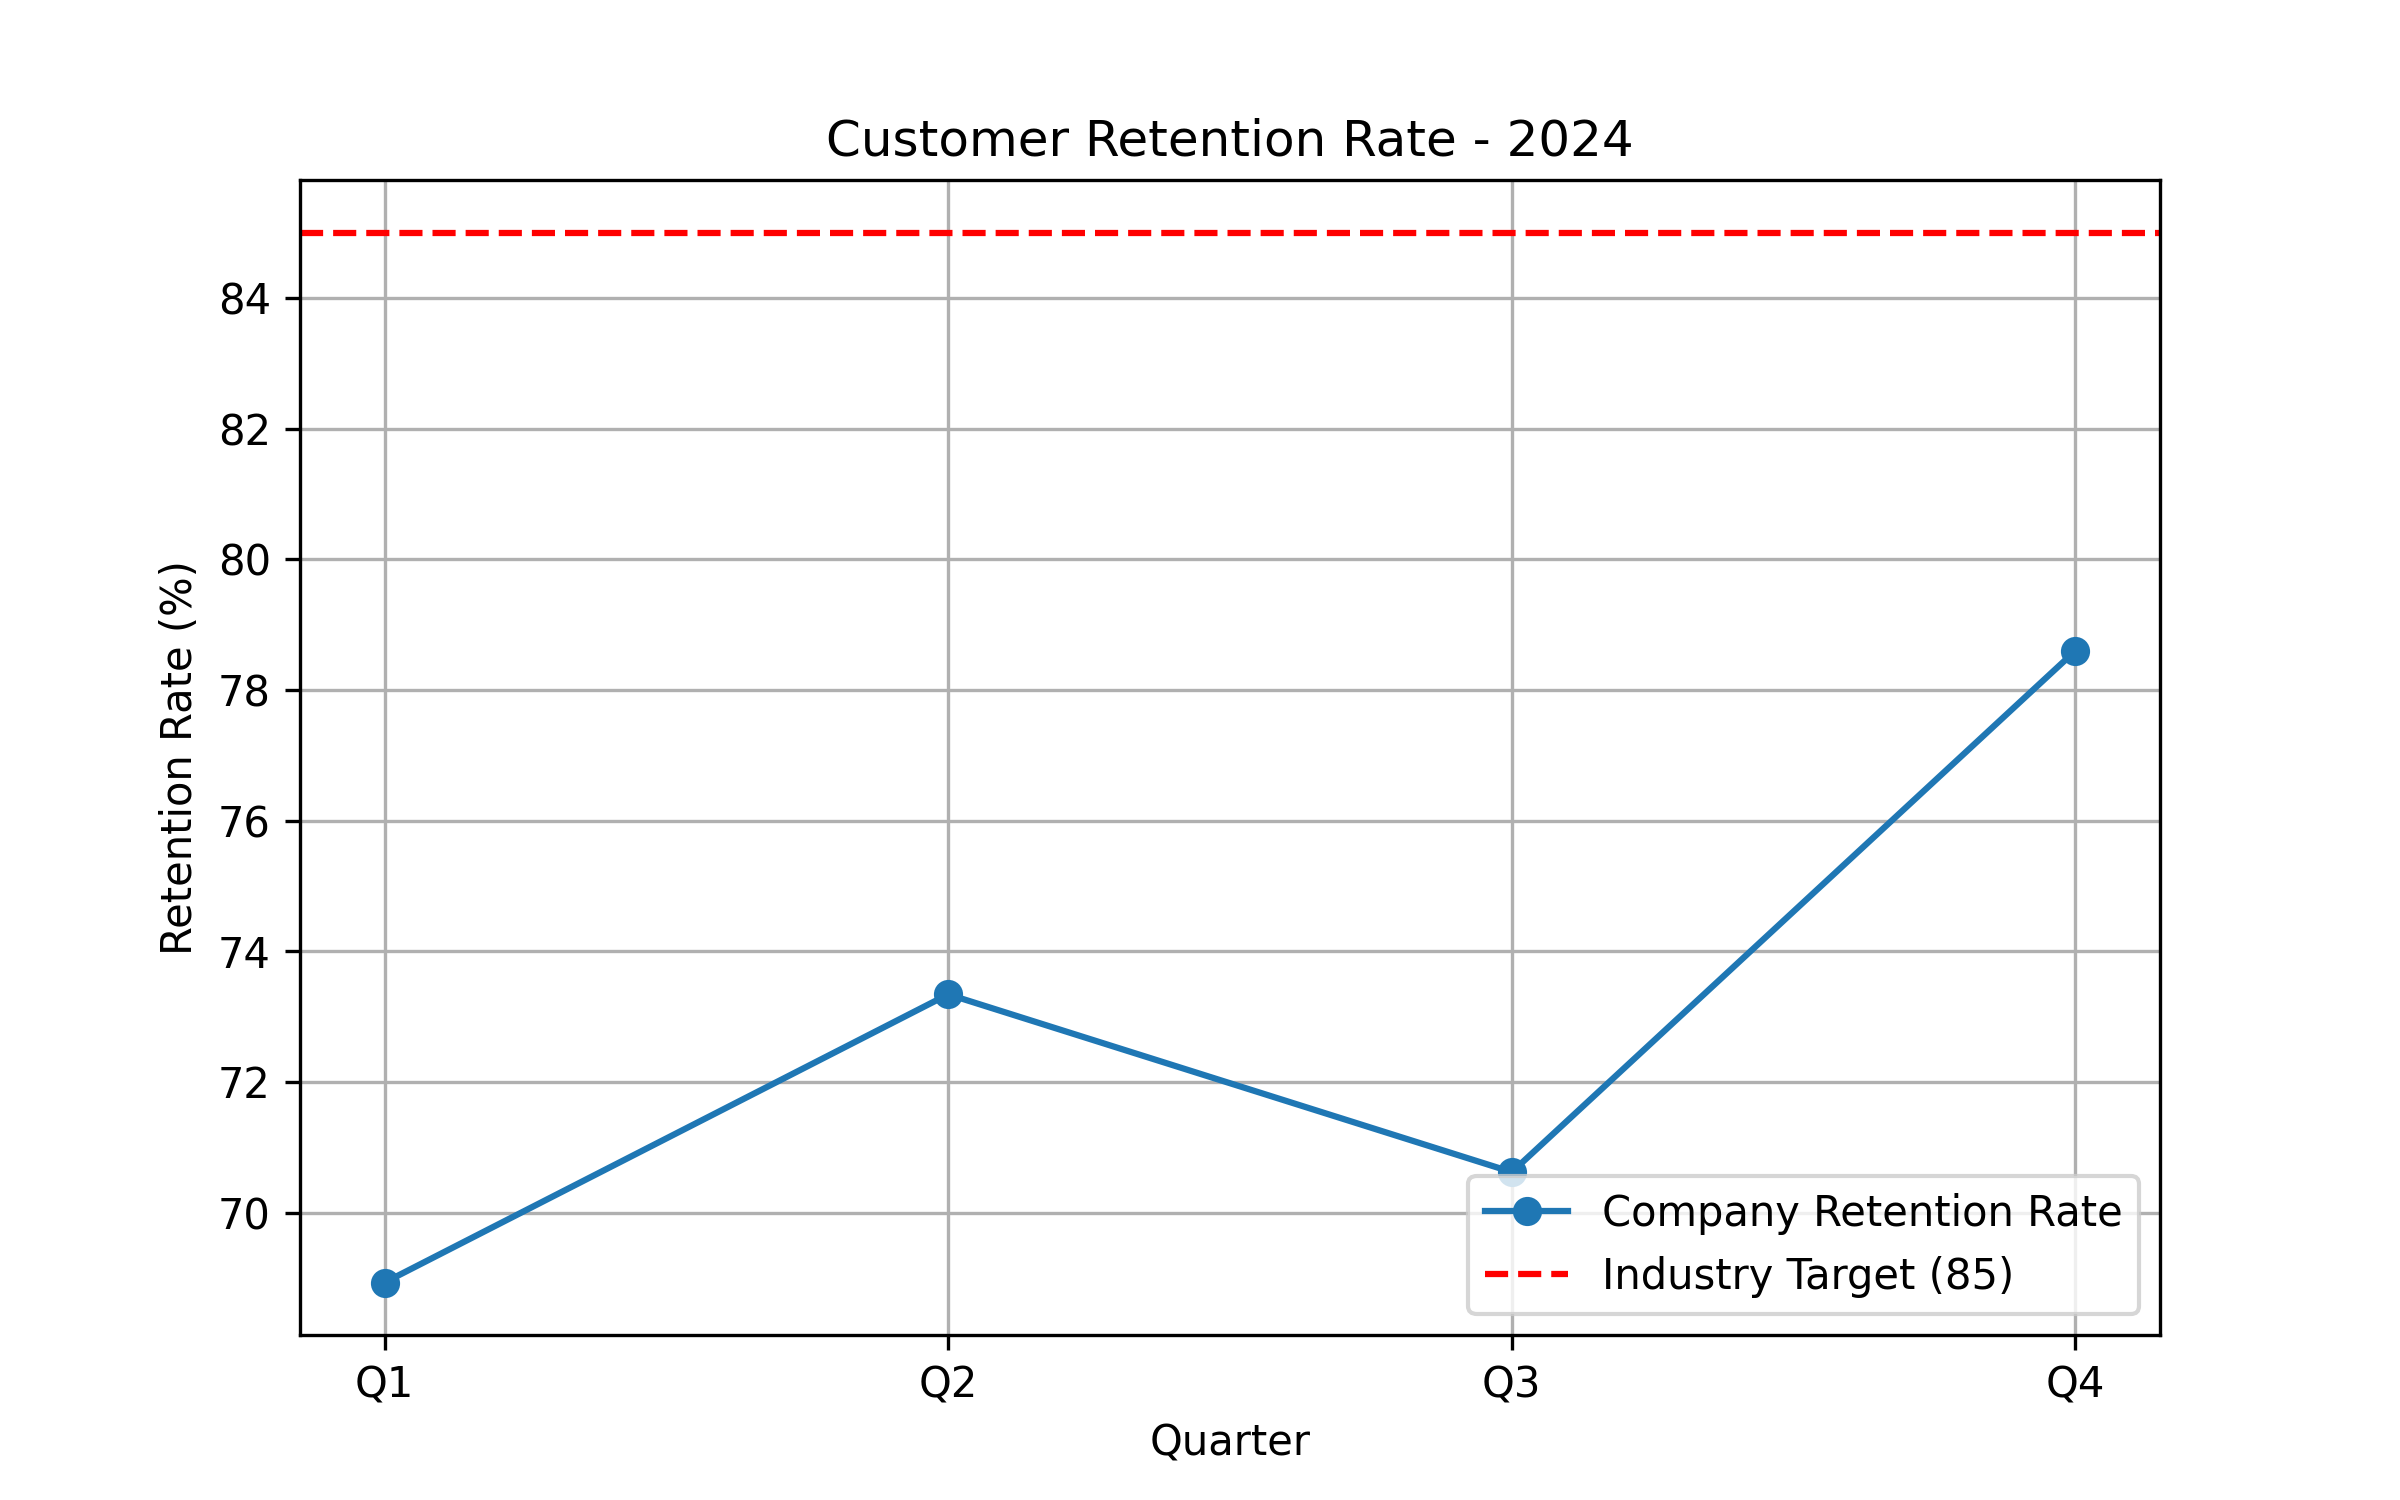 Customer Retention Rate - 2024
Retention Rate (%)
84
82
80
78
76
74
72
70
Company Retention Rate
Industry Target (85)
Q1 Q2 Q3 Q4
Quarter